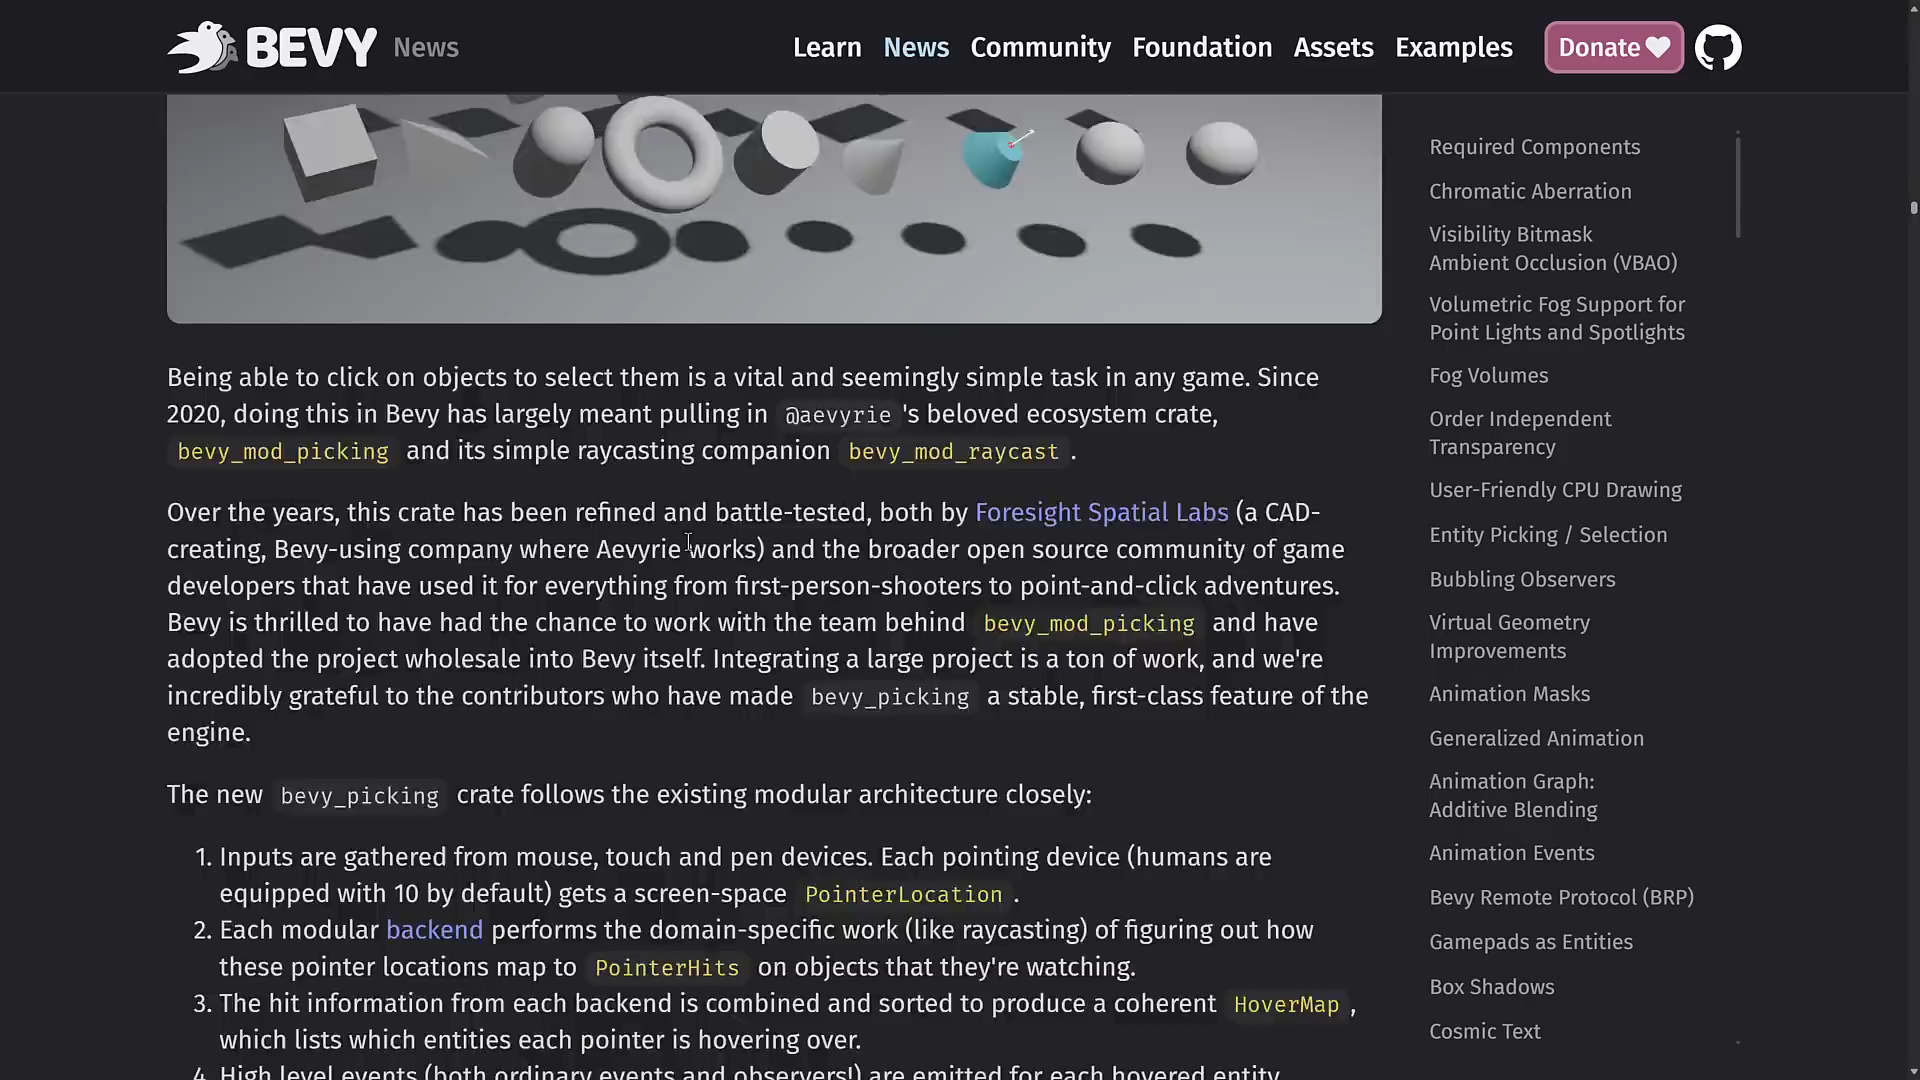 BEVY News Learn News Community Foundation Assets Examples Donate
Being able to click on objects to select them is a vital and seemingly simple task in any game. Since
2020, doing this in Bevy has largely meant pulling in @aevyrie 's beloved ecosystem crate,
bevy_mod_picking and its simple raycasting companion bevy_mod_raycast .
Over the years, this crate has been refined and battle-tested, both by Foresight Spatial Labs (a CAD-
creating, Bevy-using company where Aevyrie works) and the broader open source community of game
developers that have used it for everything from first-person-shooters to point-and-click adventures.
Bevy is thrilled to have had the chance to work with the team behind bevy_mod_picking and have
adopted the project wholesale into Bevy itself. Integrating a large project is a ton of work, and we're
incredibly grateful to the contributors who have made bevy_picking a stable, first-class feature of the
engine.
The new bevy_picking crate follows the existing modular architecture closely:
1. Inputs are gathered from mouse, touch and pen devices. Each pointing device (humans are
equipped with 10 by default) gets a screen-space PointerLocation .
2. Each modular backend performs the domain-specific work (like raycasting) of figuring out how
these pointer locations map to PointerHits on objects that they're watching.
3. The hit information from each backend is combined and sorted to produce a coherent HoverMap ,
which lists which entities each pointer is hovering over.
4. High level events (both ordinary events and observers!) are emitted for each hovered entity
Required Components
Chromatic Aberration
Visibility Bitmask
Ambient Occlusion (VBAO)
Volumetric Fog Support for
Point Lights and Spotlights
Fog Volumes
Order Independent
Transparency
User-Friendly CPU Drawing
Entity Picking / Selection
Bubbling Observers
Virtual Geometry
Improvements
Animation Masks
Generalized Animation
Animation Graph:
Additive Blending
Animation Events
Bevy Remote Protocol (BRP)
Gamepads as Entities
Box Shadows
Cosmic Text